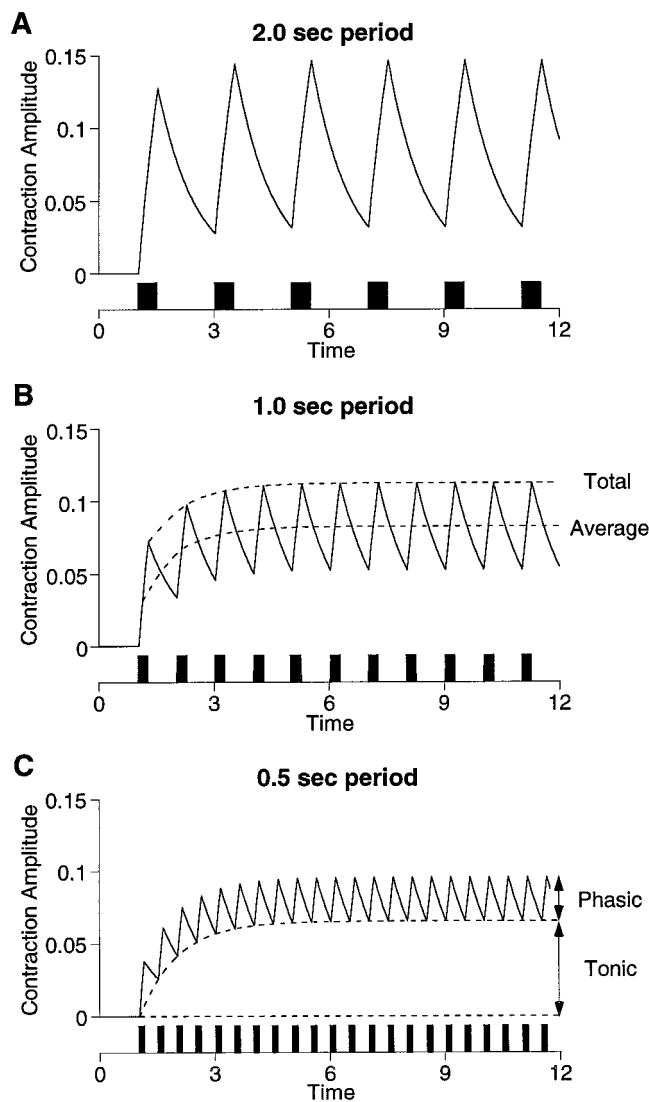 A
2.0 sec period
Contraction Amplitude
0.15
0.1
0.05
0
0 3 6 9 12
Time
B
1.0 sec period
Contraction Amplitude
0.15
0.1
0.05
0
Total
Average
0 3 6 9 12
Time
C
0.5 sec period
Contraction Amplitude
0.15
0.1
0.05
0
Phasic
Tonic
0 3 6 9 12
Time